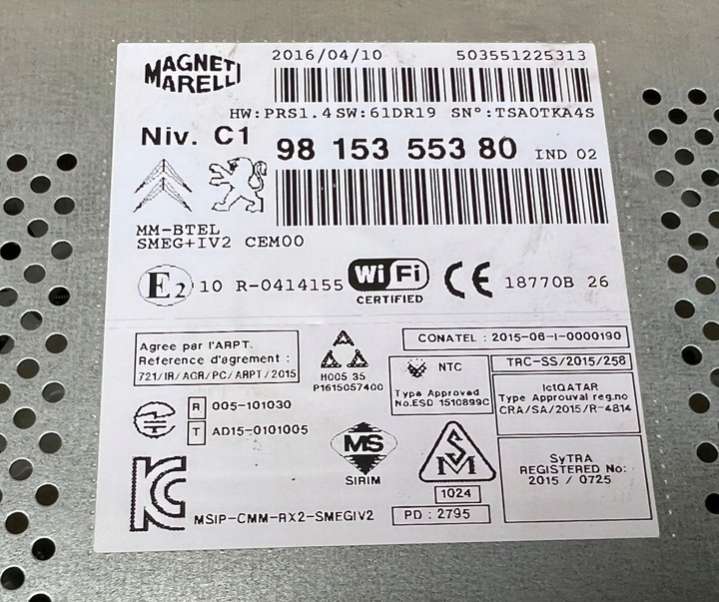 MAGNETI
MARELLI
2016/04/10 503551225313
HW:PRS1.4 SW:61DR19 SN°:TSA0TKA4S
Niv. C1
98 153 553 80 IND 02
MM-BTEL
SMEG+IV2 CEM00
E2 10 R-0414155 WiFi CE 18770B 26
CERTIFIED
Agree par l'ARPT.
Reference d'agrement :
721/IR/AGR/PC/ARPT/2015
H005 35
P1615057400
CONATEL : 2015-06-I-0000190
NTC
Type Approved
No.ESD 1510899C
TRC-SS/2015/258
IctQATAR
Type Approuval reg.no
CRA/SA/2015/R-4814
R 005-101030
T AD15-0101005
MS
SIRIM
SM
1024
PD : 2795
SyTRA
REGISTERED No:
2015 / 0725
KC
MSIP-CMM-RX2-SMEGIV2